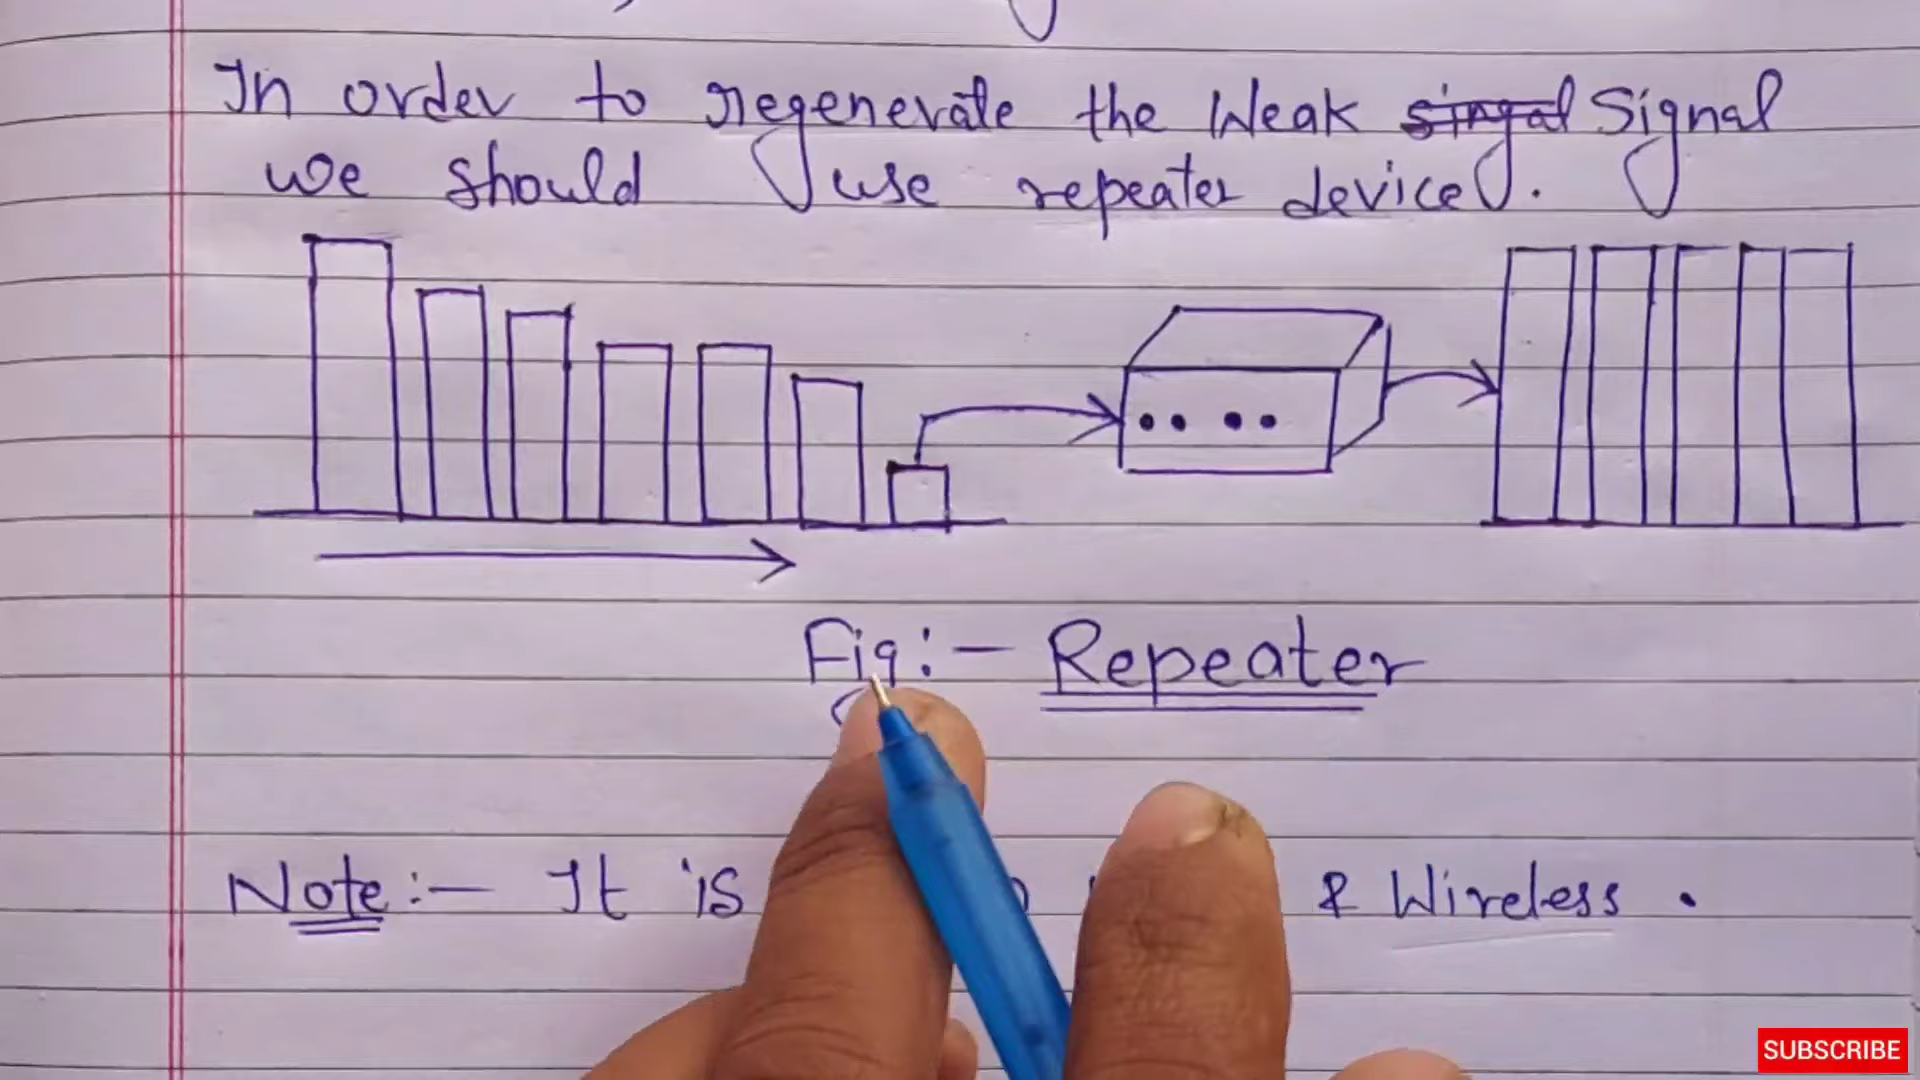 In order to regenerate the Weak singal Signal
we should use repeater device.
Fig:- Repeater
Note:- It is & Wireless.
SUBSCRIBE